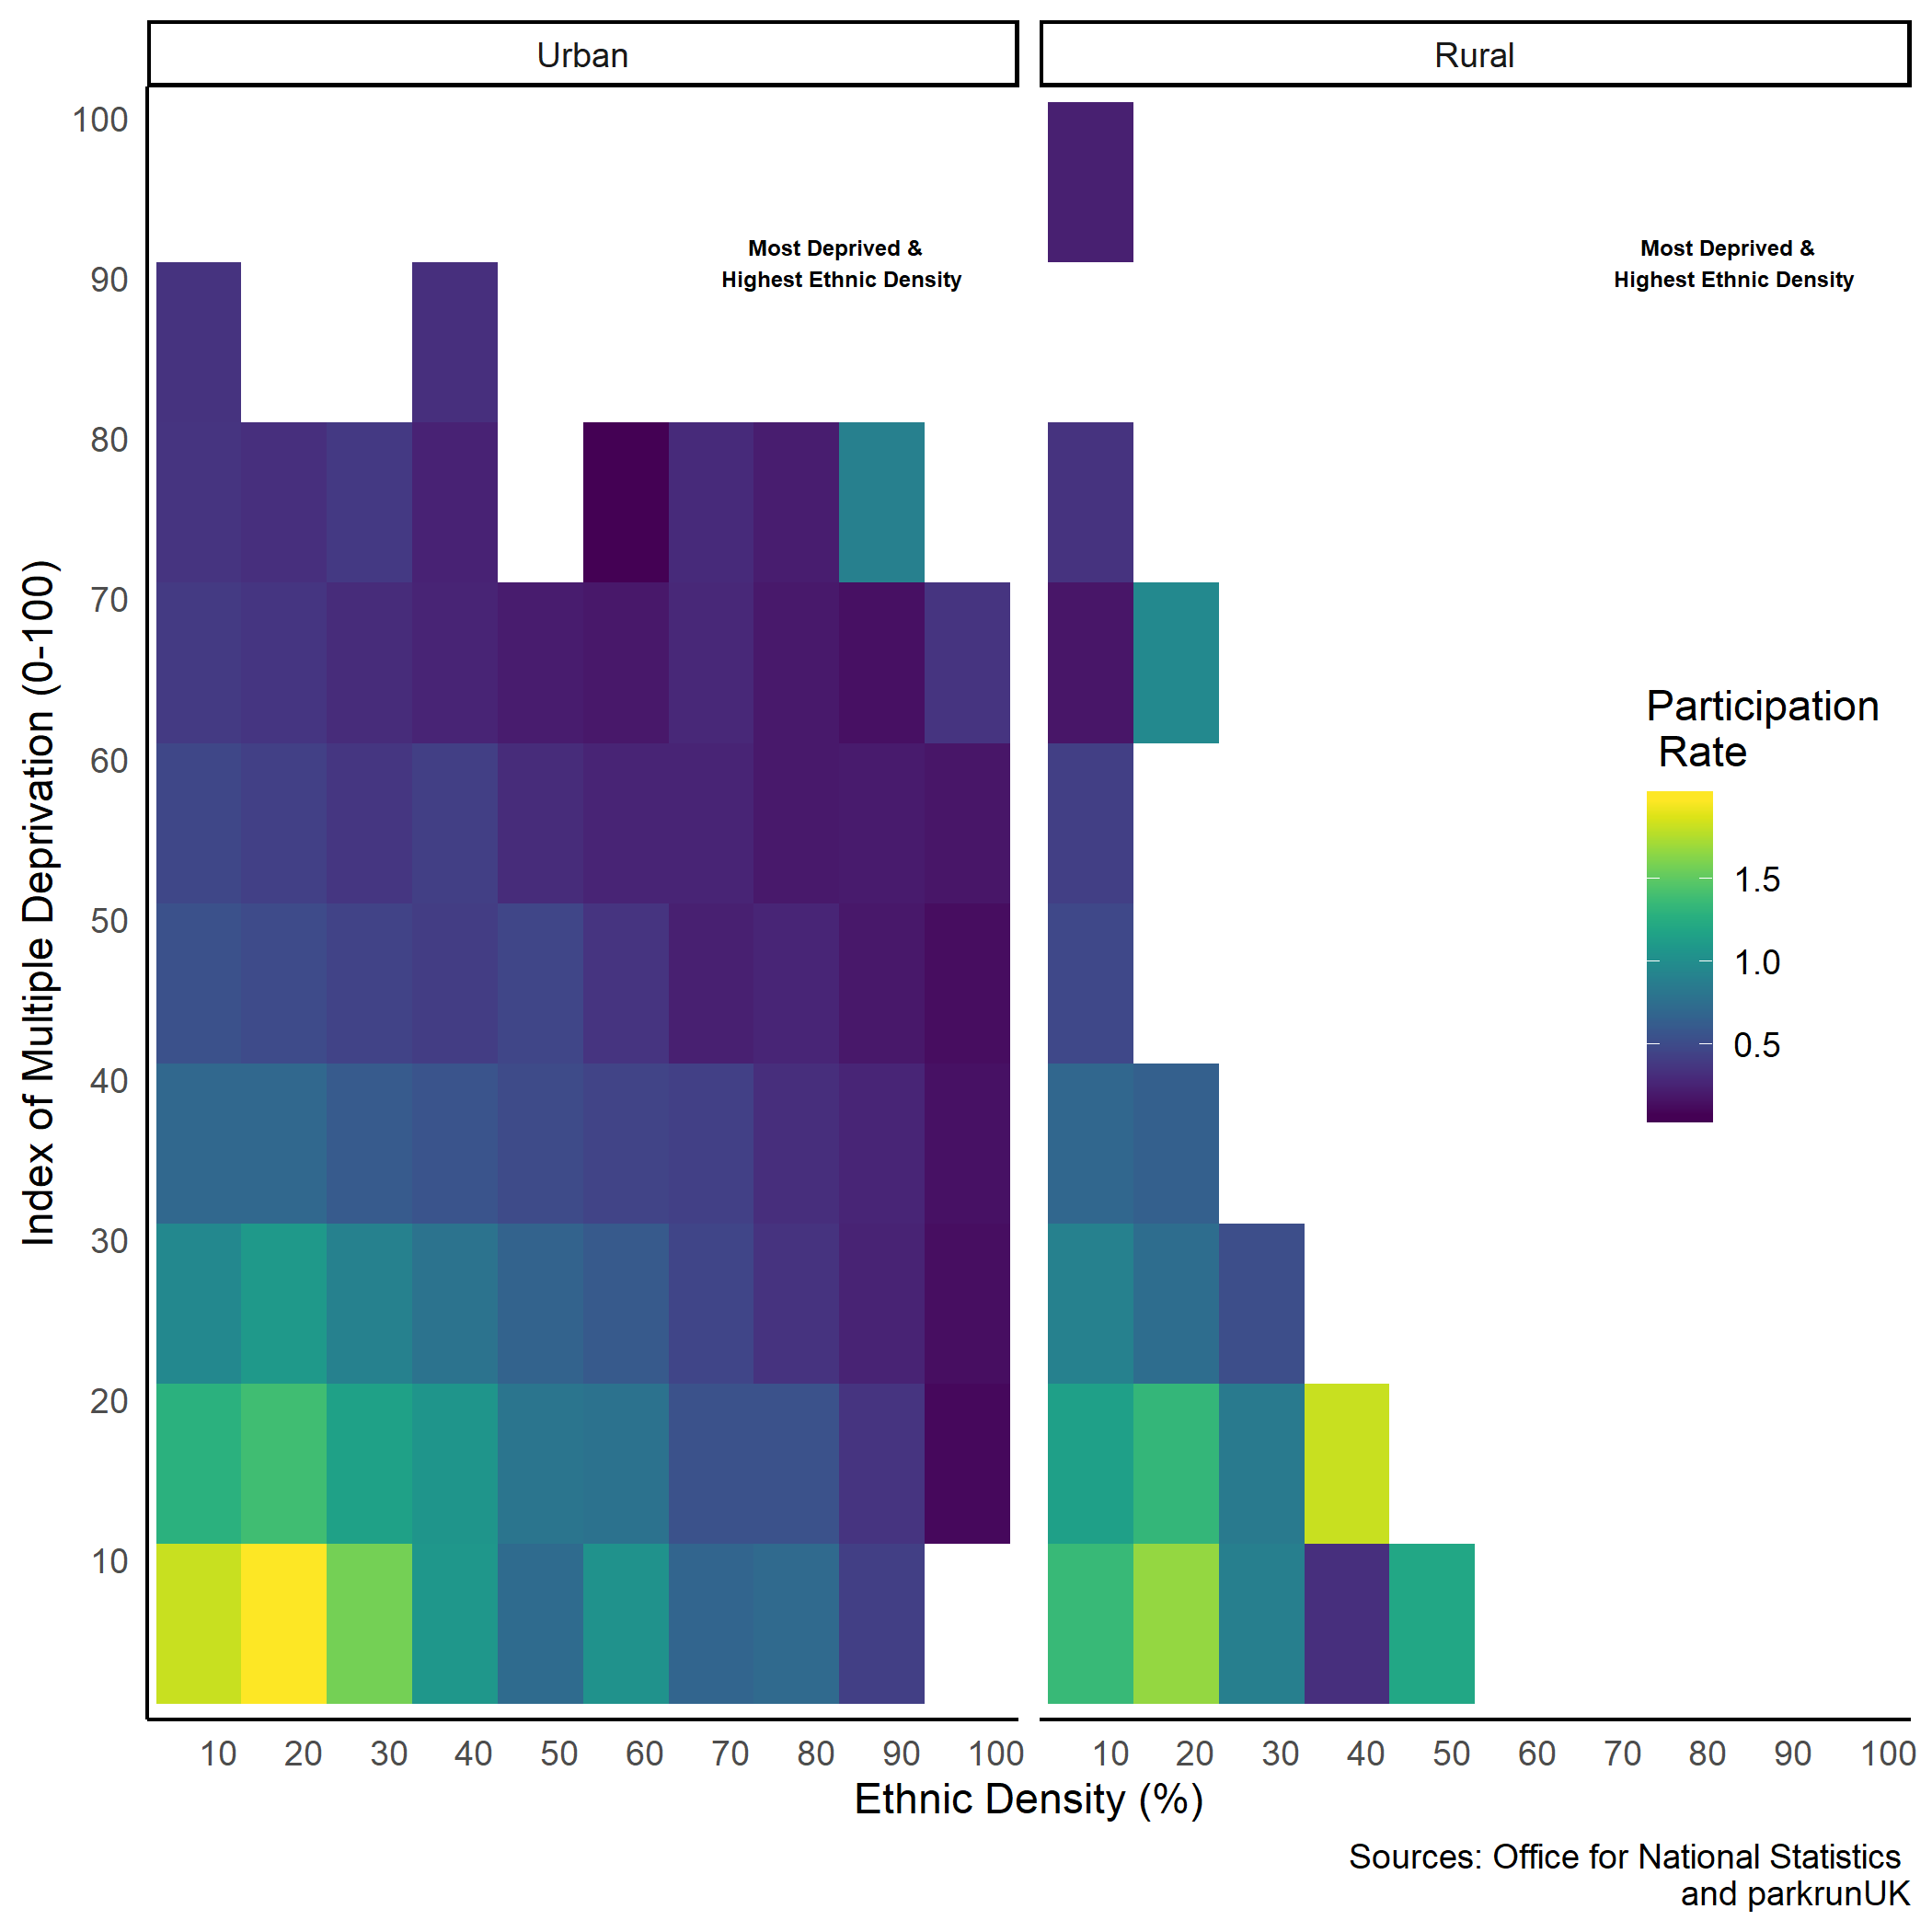 Urban
Rural
100
90
80
70
60
50
40
30
20
10
Index of Multiple Deprivation (0-100)
Most Deprived &
Highest Ethnic Density
Most Deprived &
Highest Ethnic Density
Participation
Rate
1.5
1.0
0.5
10 20 30 40 50 60 70 80 90 100
10 20 30 40 50 60 70 80 90 100
Ethnic Density (%)
Sources: Office for National Statistics
and parkrunUK